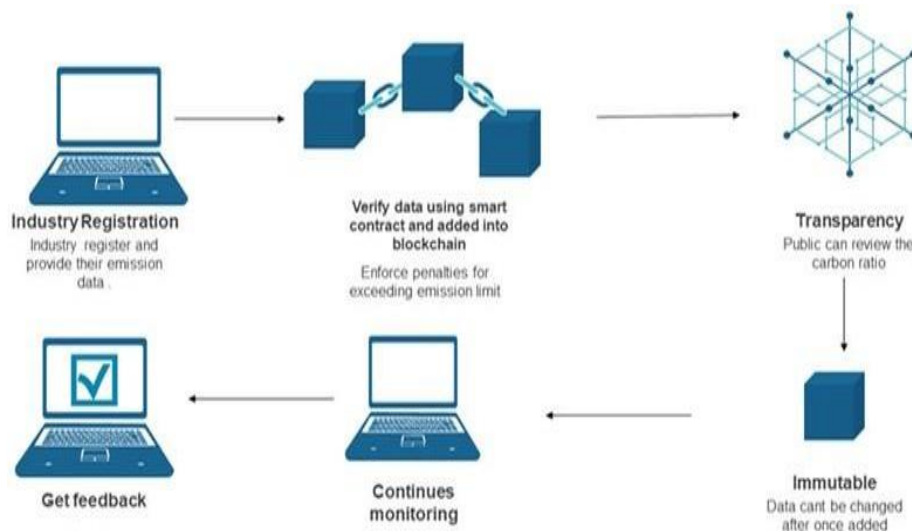 Industry Registration
Industry register and
provide their emission
data .
Verify data using smart
contract and added into
blockchain
Enforce penalties for
exceeding emission limit
Transparency
Public can review the
carbon ratio
Immutable
Data cant be changed
after once added
Continues
monitoring
Get feedback